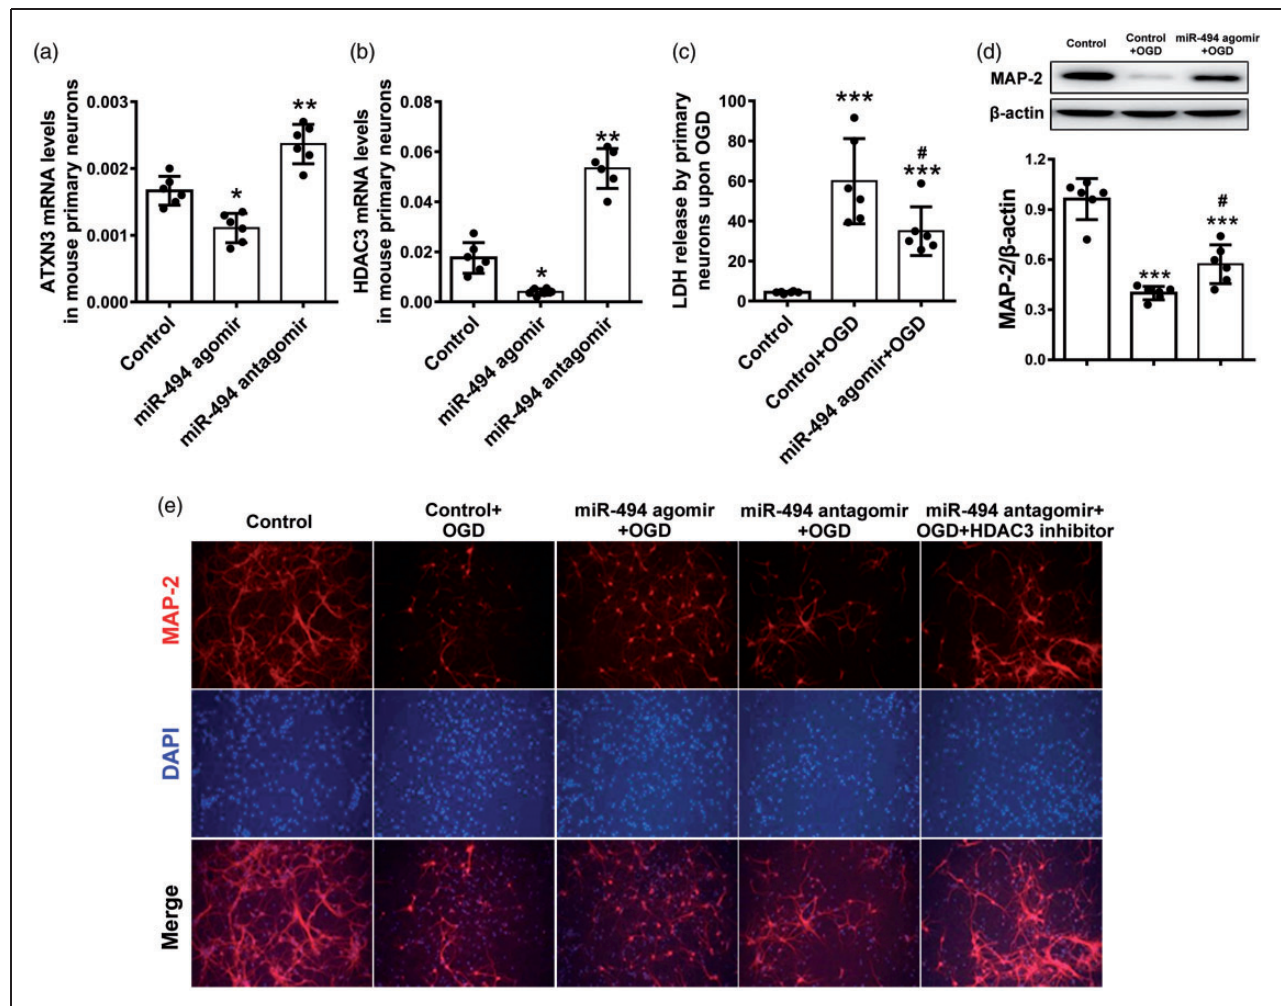 (a)
ATXN3 mRNA levels
in mouse primary neurons
0.003
0.002
0.001
0.000
**
*
Control
miR-494 agomir
miR-494 antagomir
(b)
HDAC3 mRNA levels
in mouse primary neurons
0.08
0.06
0.04
0.02
0.00
**
*
Control
miR-494 agomir
miR-494 antagomir
(c)
LDH release by primary
neurons upon OGD
100
80
60
40
20
0
***
#
***
Control
Control+OGD
miR-494 agomir+OGD
(d)
Control
Control
+OGD
miR-494 agomir
+OGD
MAP-2
β-actin
MAP-2/β-actin
1.2
0.9
0.6
0.3
0.0
***
#
***
(e)
Control
Control+
OGD
miR-494 agomir
+OGD
miR-494 antagomir
+OGD
miR-494 antagomir+
OGD+HDAC3 inhibitor
MAP-2
DAPI
Merge